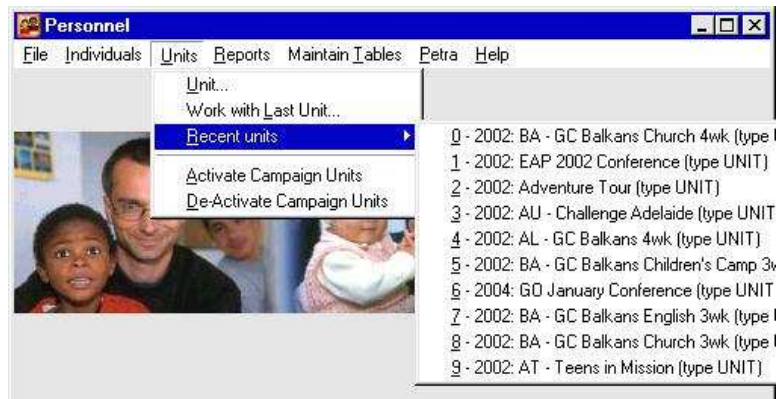 Personnel
File Individuals Units Reports Maintain Tables Petra Help
Unit...
Work with Last Unit...
Recent units
Activate Campaign Units
De-Activate Campaign Units
0 - 2002: BA - GC Balkans Church 4wk (type
1 - 2002: EAP 2002 Conference (type UNIT)
2 - 2002: Adventure Tour (type UNIT)
3 - 2002: AU - Challenge Adelaide (type UNIT
4 - 2002: AL - GC Balkans 4wk (type UNIT)
5 - 2002: BA - GC Balkans Children's Camp
6 - 2004: GO January Conference (type UNIT
7 - 2002: BA - GC Balkans English 3wk (type
8 - 2002: BA - GC Balkans Church 3wk (type
9 - 2002: AT - Teens in Mission (type UNIT)